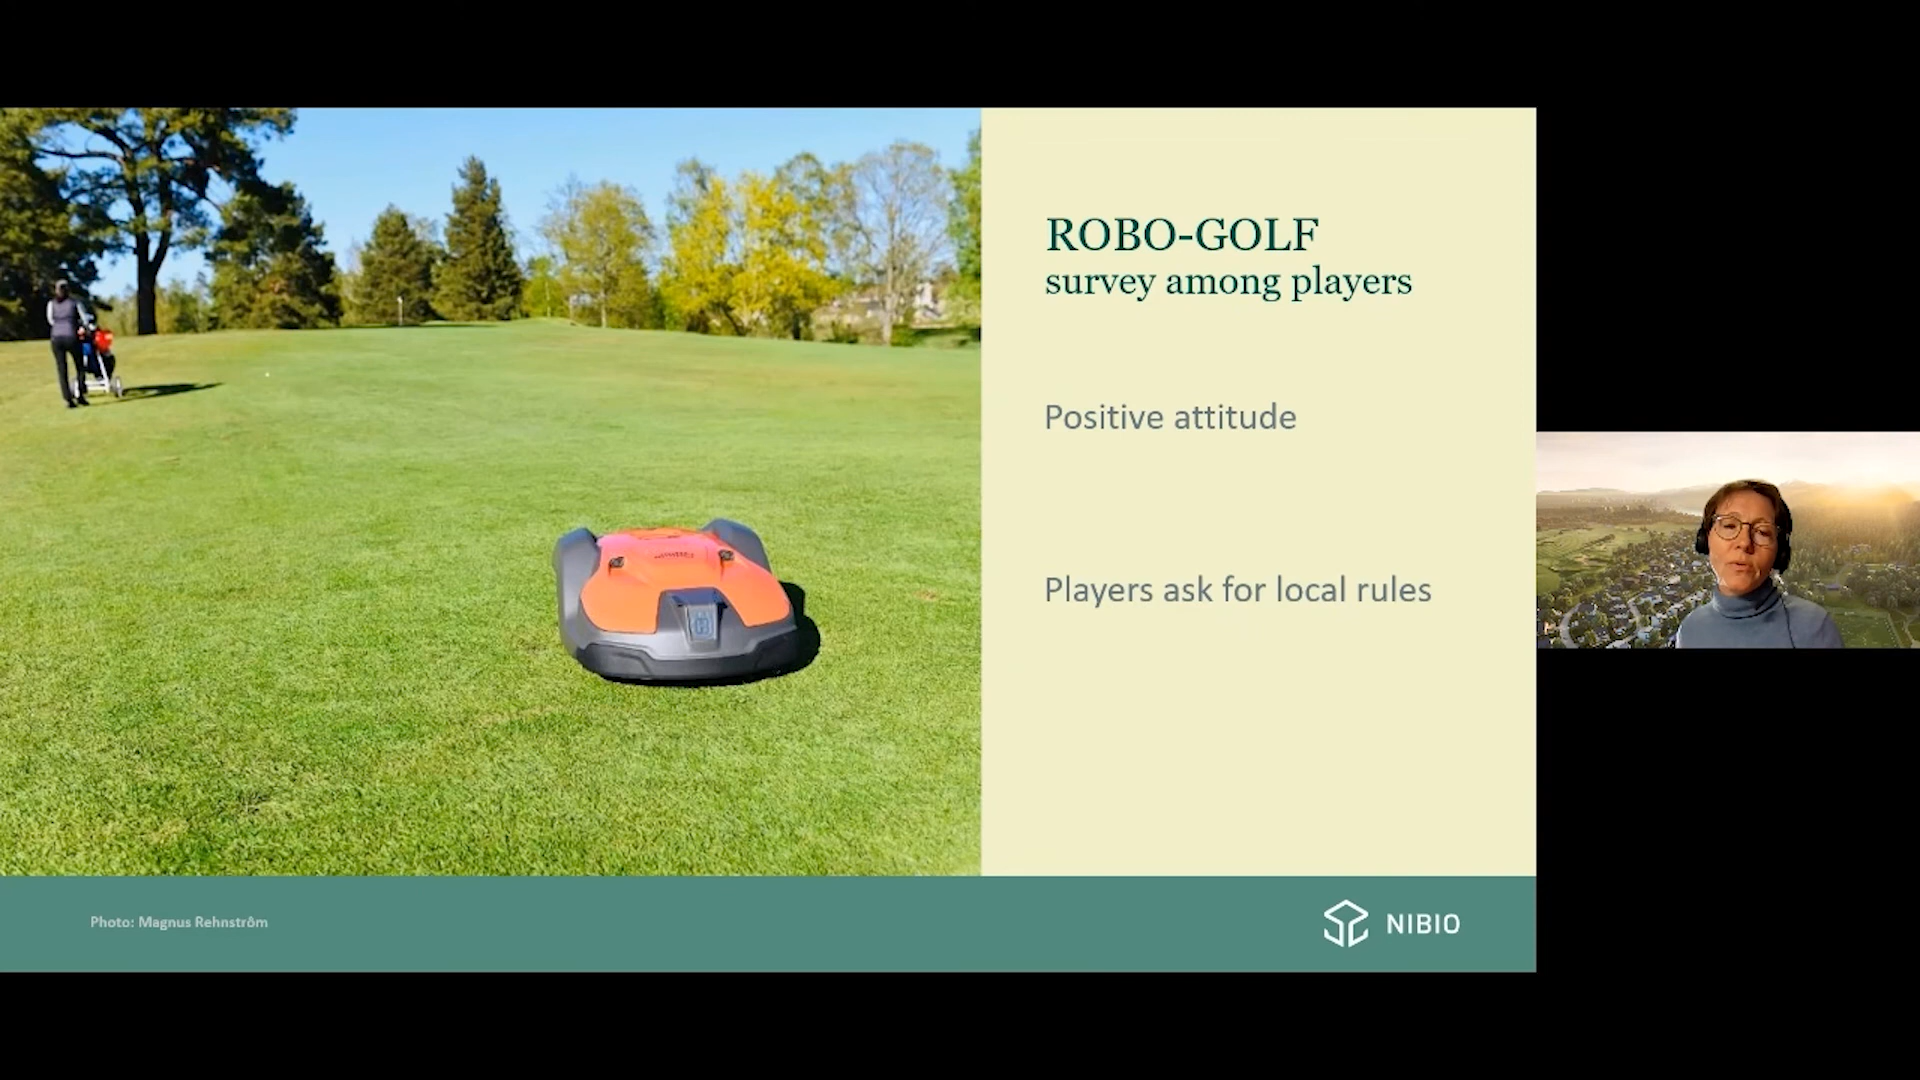 ROBO-GOLF
survey among players
Positive attitude
Players ask for local rules
Photo: Magnus Rehnström
NIBIO